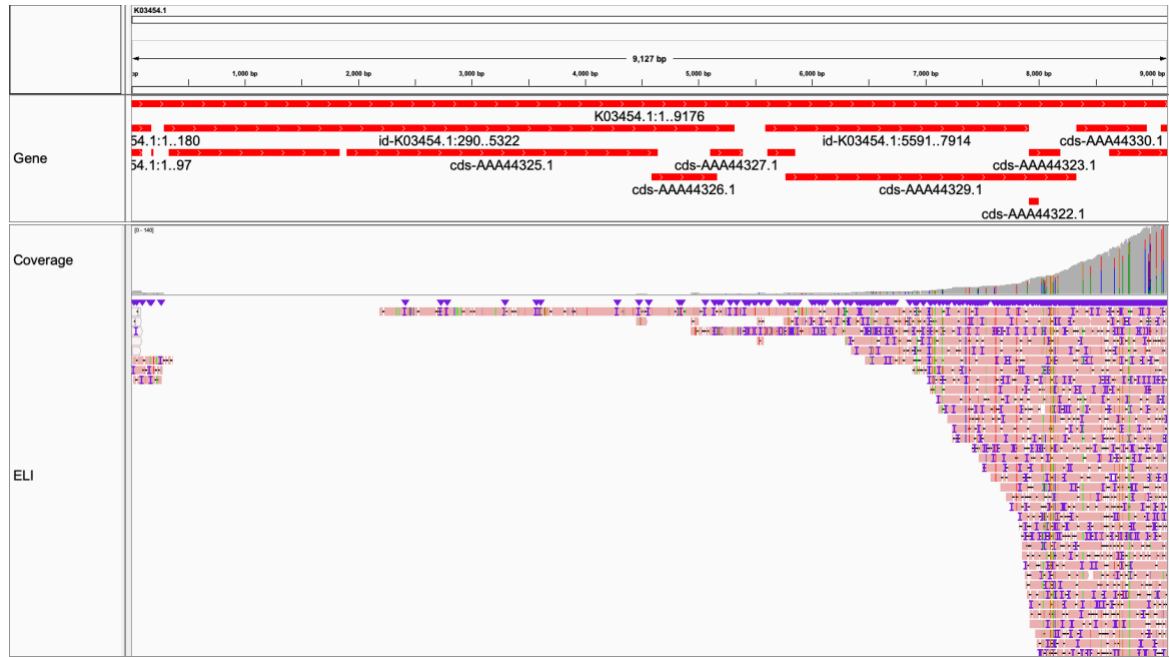 K03454.1
9,127 bp
bp 1,000 bp 2,000 bp 3,000 bp 4,000 bp 5,000 bp 6,000 bp 7,000 bp 8,000 bp 9,000 bp
Gene
K03454.1:1..9176
54.1:1..180 id-K03454.1:290..5322 id-K03454.1:5591..7914 cds-AAA44330.1
54.1:1..97 cds-AAA44325.1 cds-AAA44327.1 cds-AAA44323.1
cds-AAA44326.1 cds-AAA44329.1
cds-AAA44322.1
Coverage
[0 - 140]
ELI